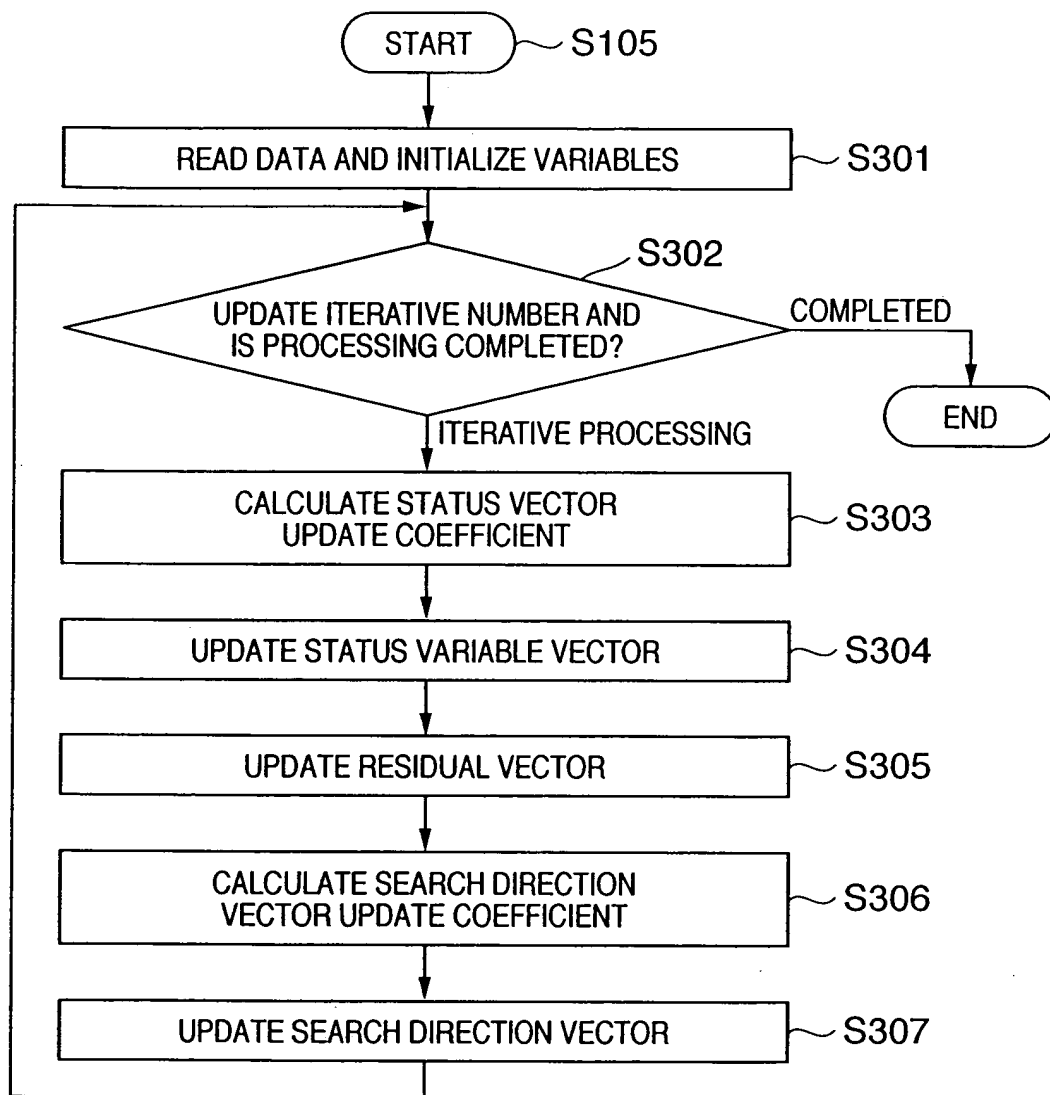 START
S105
READ DATA AND INITIALIZE VARIABLES
S301
S302
UPDATE ITERATIVE NUMBER AND
IS PROCESSING COMPLETED?
COMPLETED
END
ITERATIVE PROCESSING
CALCULATE STATUS VECTOR
UPDATE COEFFICIENT
S303
UPDATE STATUS VARIABLE VECTOR
S304
UPDATE RESIDUAL VECTOR
S305
CALCULATE SEARCH DIRECTION
VECTOR UPDATE COEFFICIENT
S306
UPDATE SEARCH DIRECTION VECTOR
S307